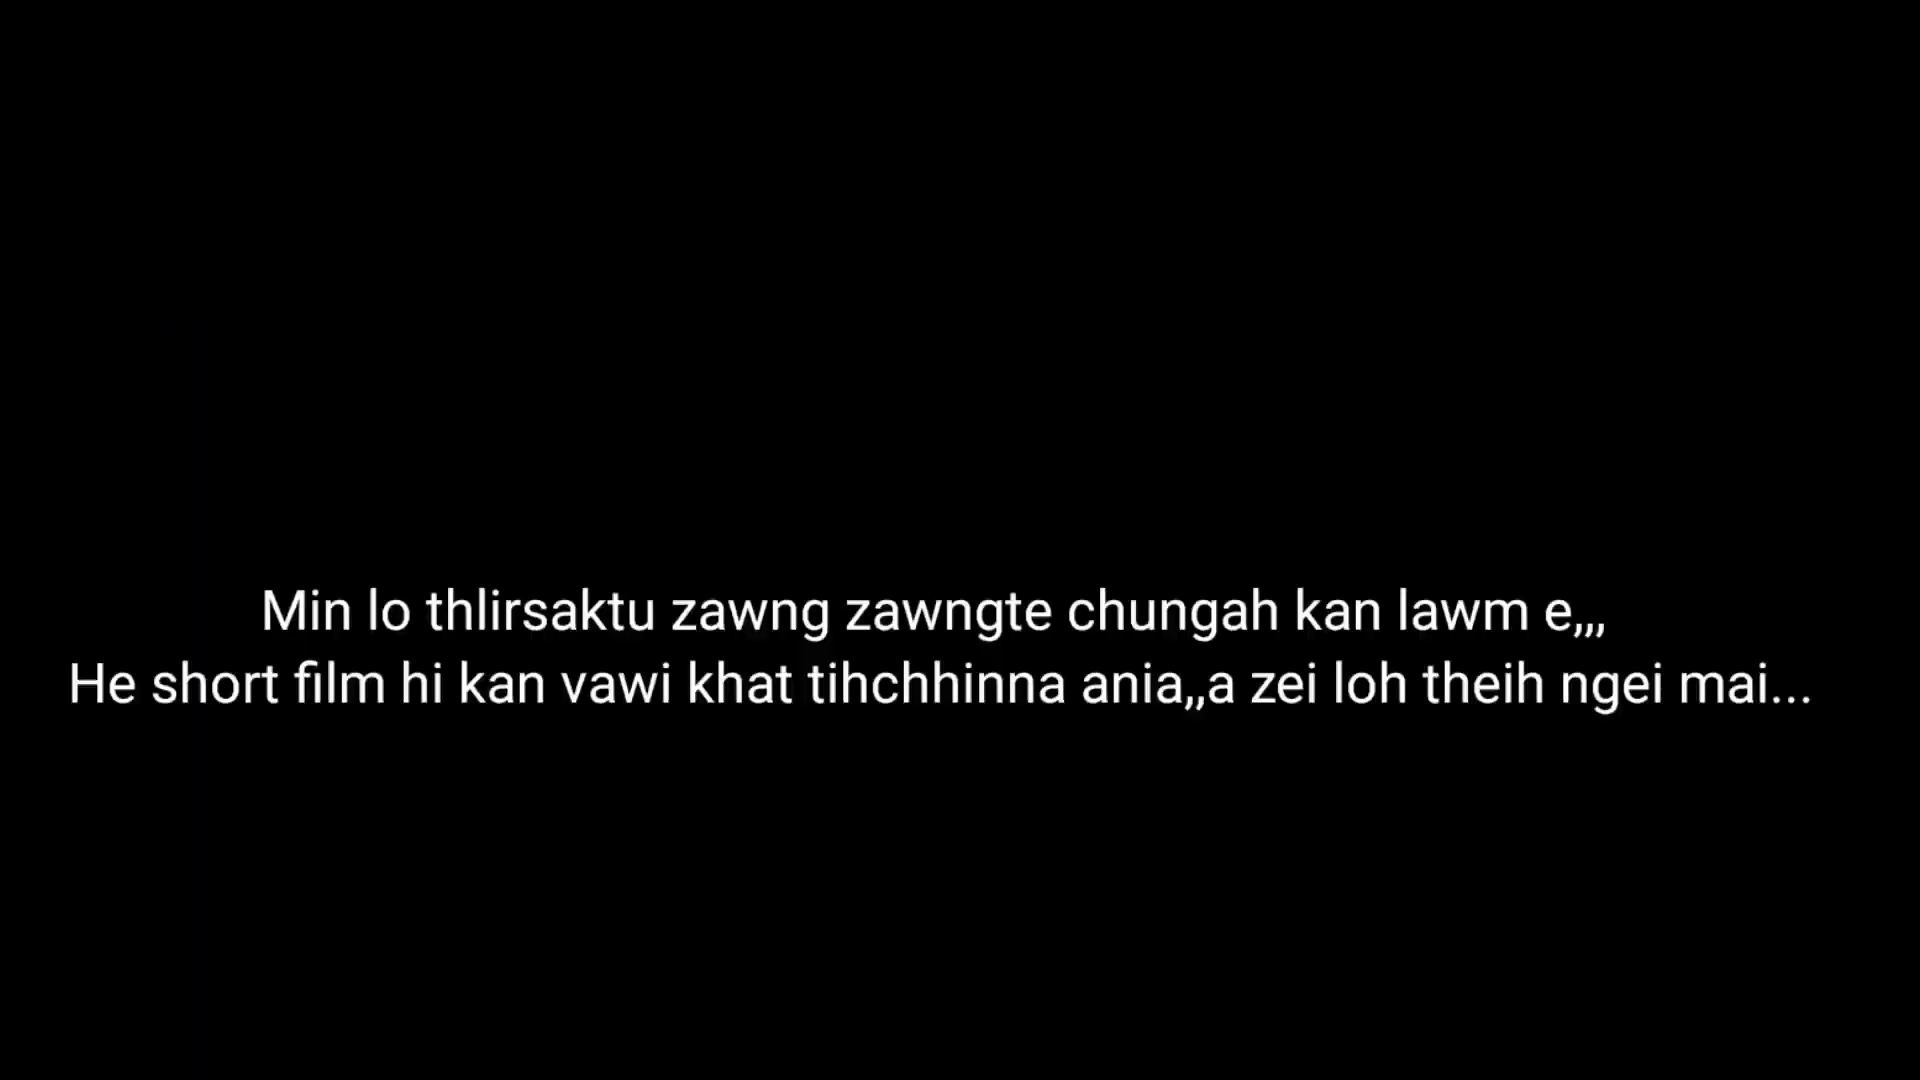 Min lo thlirsaktu zawng zawngte chungah kan lawm e,,,
He short film hi kan vawi khat tihchhinna ania,,a zei loh theih ngei mai...